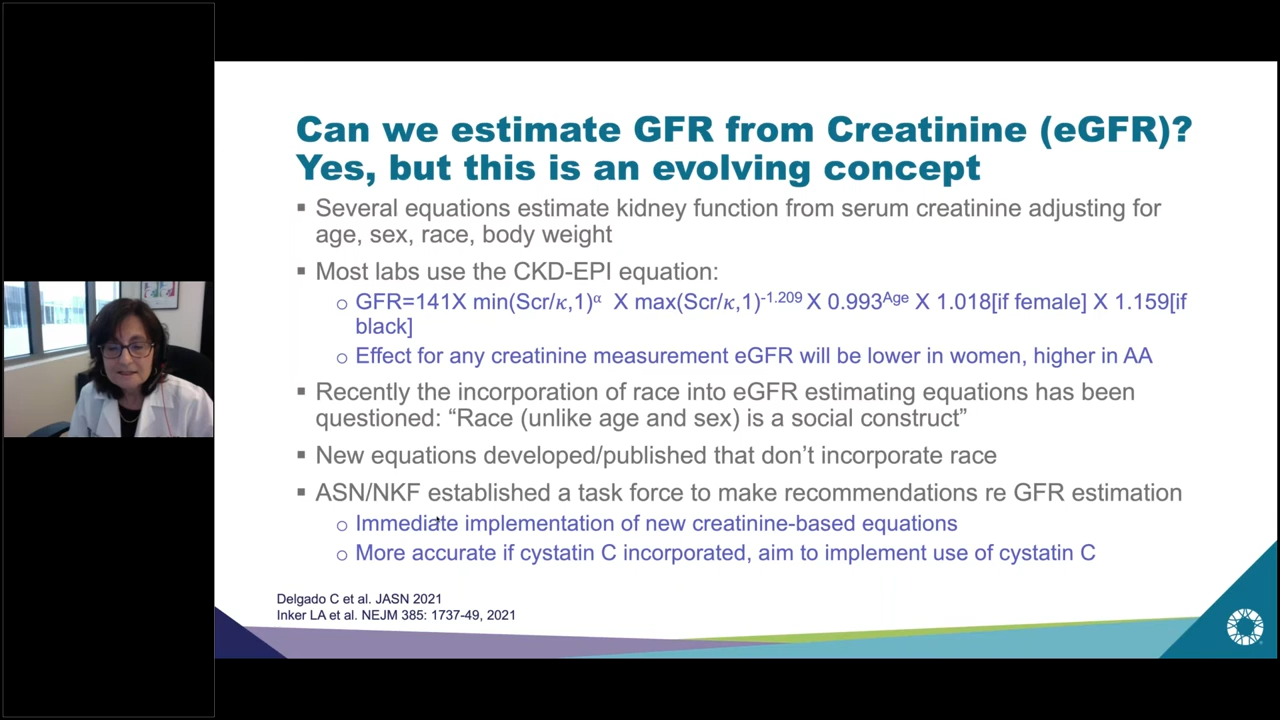 Can we estimate GFR from Creatinine (eGFR)?
Yes, but this is an evolving concept
▪ Several equations estimate kidney function from serum creatinine adjusting for
age, sex, race, body weight
▪ Most labs use the CKD-EPI equation:
o GFR=141X min(Scr/κ,1)^α X max(Scr/κ,1)^-1.209 X 0.993^Age X 1.018[if female] X 1.159[if
black]
o Effect for any creatinine measurement eGFR will be lower in women, higher in AA
▪ Recently the incorporation of race into eGFR estimating equations has been
questioned: “Race (unlike age and sex) is a social construct”
▪ New equations developed/published that don’t incorporate race
▪ ASN/NKF established a task force to make recommendations re GFR estimation
o Immediate implementation of new creatinine-based equations
o More accurate if cystatin C incorporated, aim to implement use of cystatin C
Delgado C et al. JASN 2021
Inker LA et al. NEJM 385: 1737-49, 2021